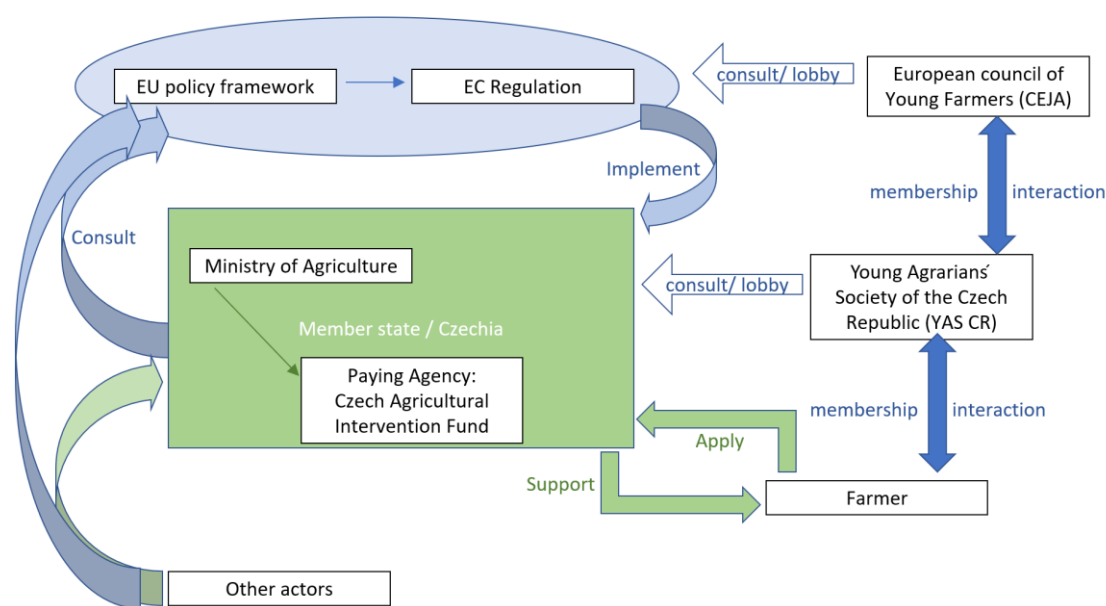 EU policy framework
EC Regulation
consult/ lobby
European council of
Young Farmers (CEJA)
Implement
membership
interaction
Consult
Ministry of Agriculture
consult/ lobby
Young Agrarians´
Society of the Czech
Republic (YAS CR)
Member state / Czechia
Paying Agency:
Czech Agricultural
Intervention Fund
membership
interaction
Apply
Support
Farmer
Other actors